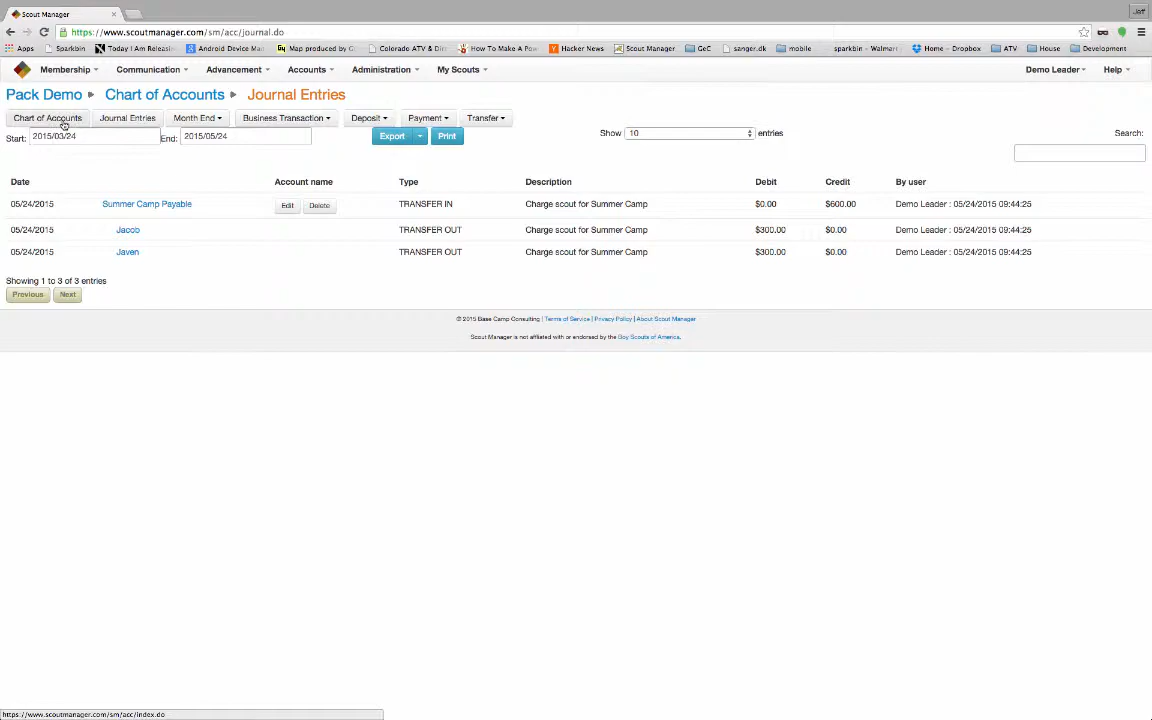 Scout Manager
Jeff
https://www.scoutmanager.com/sm/acc/journal.do
Apps Sparkbin Today I Am Releasin Android Device Ma Map produced by G Colorado ATV & Dir How To Make A Pow Hacker News Scout Manager GeC sanger.dk mobile sparkbin – Walmart Home - Dropbox ATV House Development
Membership Communication Advancement Accounts Administration My Scouts Demo Leader Help
Pack Demo Chart of Accounts Journal Entries
Chart of Accounts Journal Entries Month End Business Transaction Deposit Payment Transfer
Start: 2015/03/24 End: 2015/05/24 Export Print Show 10 entries Search:
Date Account name Type Description Debit Credit By user
05/24/2015 Summer Camp Payable Edit Delete TRANSFER IN Charge scout for Summer Camp $0.00 $600.00 Demo Leader : 05/24/2015 09:44:25
05/24/2015 Jacob TRANSFER OUT Charge scout for Summer Camp $300.00 $0.00 Demo Leader : 05/24/2015 09:44:25
05/24/2015 Javen TRANSFER OUT Charge scout for Summer Camp $300.00 $0.00 Demo Leader : 05/24/2015 09:44:25
Showing 1 to 3 of 3 entries
Previous Next
© 2015 Base Camp Consulting | Terms of Service | Privacy Policy | About Scout Manager
Scout Manager is not affiliated with or endorsed by the Boy Scouts of America.
https://www.scoutmanager.com/sm/acc/index.do